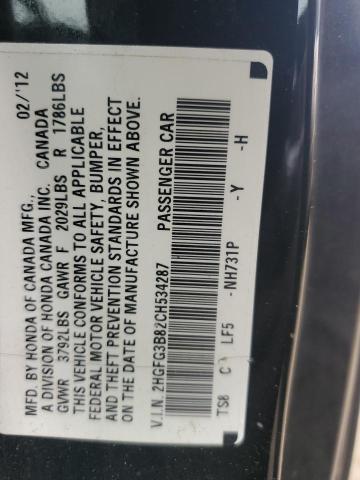 MFD. BY HONDA OF CANADA MFG., 02/'12
A DIVISION OF HONDA CANADA INC. CANADA
GVWR 3792LBS GAWR F 2029LBS R 1786LBS
THIS VEHICLE CONFORMS TO ALL APPLICABLE
FEDERAL MOTOR VEHICLE SAFETY, BUMPER,
AND THEFT PREVENTION STANDARDS IN EFFECT
ON THE DATE OF MANUFACTURE SHOWN ABOVE.
V.I.N. 2HGFG3B82CH534287 PASSENGER CAR
TS8 C LF5 -NH731P -Y -H